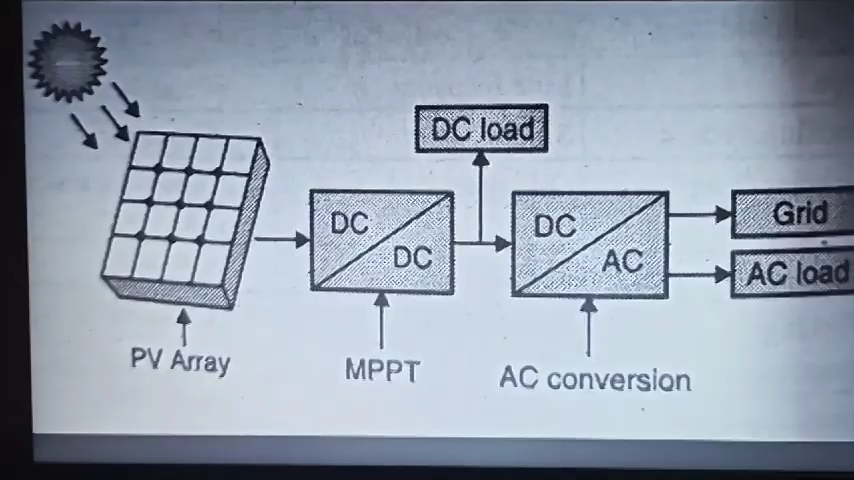 DC load
DC
DC
DC
AC
Grid
AC load
PV Array
MPPT
AC conversion